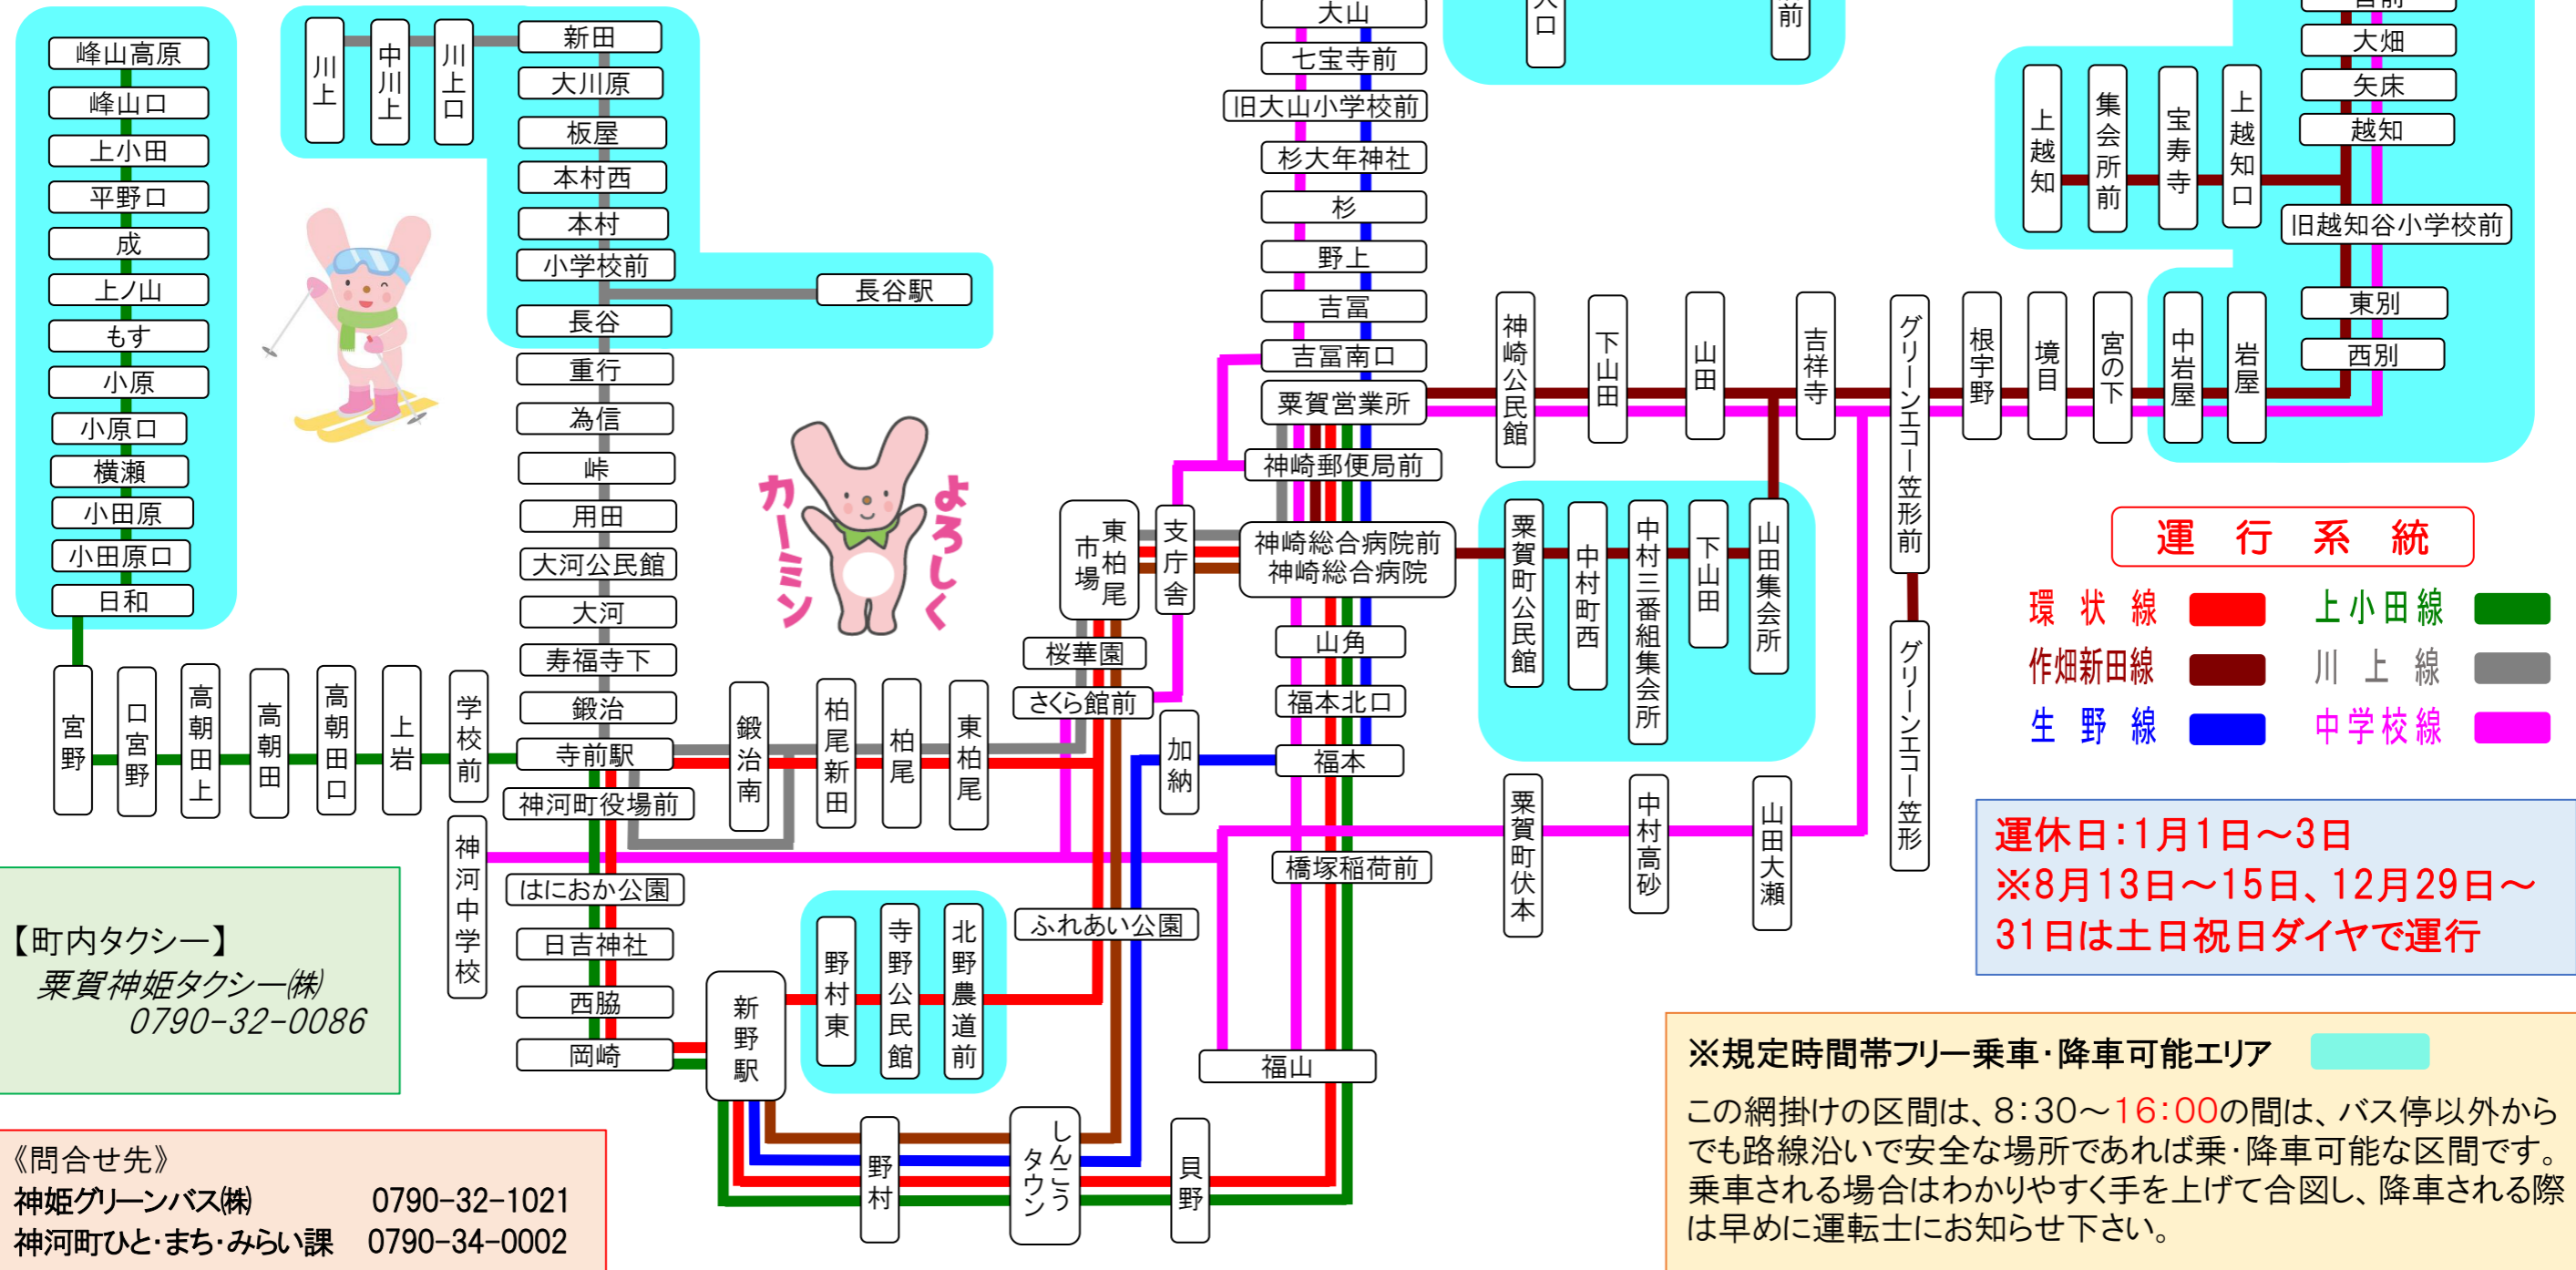 峰山高原
峰山口
上小田
平野口
成
上ノ山
もす
小原
小原口
横瀬
小田原
小田原口
日和
宮野
口宮野
高朝田上
高朝田
高朝田口
上岩
学校前
川上
中川上
川上口
新田
大川原
板屋
本村西
本村
小学校前
長谷駅
長谷
重行
為信
峠
用田
大河公民館
大河
寿福寺下
鍛治
寺前駅
神河町役場前
神河中学校
はにおか公園
日吉神社
西脇
岡崎
鍛治南
柏尾新田
柏尾
東柏尾
カーミン
よろしく
東柏尾
市場
支庁舎
桜華園
さくら館前
加納
ふれあい公園
野村東
寺野公民館
北野農道前
新野駅
野村
しんこう
タウン
貝野
大山
七宝寺前
旧大山小学校前
杉大年神社
杉
野上
吉冨
吉冨南口
粟賀営業所
神崎郵便局前
神崎総合病院前
神崎総合病院
山角
福本北口
福本
橋塚稲荷前
福山
口
前
神崎公民館
下山田
山田
吉祥寺
グリーンエコー笠形前
グリーンエコー笠形
根宇野
境目
宮の下
中岩屋
岩屋
粟賀町公民館
中村町西
中村三番組集会所
下山田
山田集会所
粟賀町伏本
中村高砂
山田大瀬
大畑
矢床
越知
上越知
集会所前
宝寿寺
上越知口
旧越知谷小学校前
東別
西別
運行系統
環状線
上小田線
作畑新田線
川上線
生野線
中学校線
運休日：1月1日～3日
※8月13日～15日、12月29日～
31日は土日祝日ダイヤで運行
※規定時間帯フリー乗車・降車可能エリア
この網掛けの区間は、8：30～16：00の間は、バス停以外から
でも路線沿いで安全な場所であれば乗・降車可能な区間です。
乗車される場合はわかりやすく手を上げて合図し、降車される際
は早めに運転士にお知らせ下さい。
【町内タクシー】
粟賀神姫タクシー㈱
0790-32-0086
《問合せ先》
神姫グリーンバス㈱ 0790-32-1021
神河町ひと・まち・みらい課 0790-34-0002